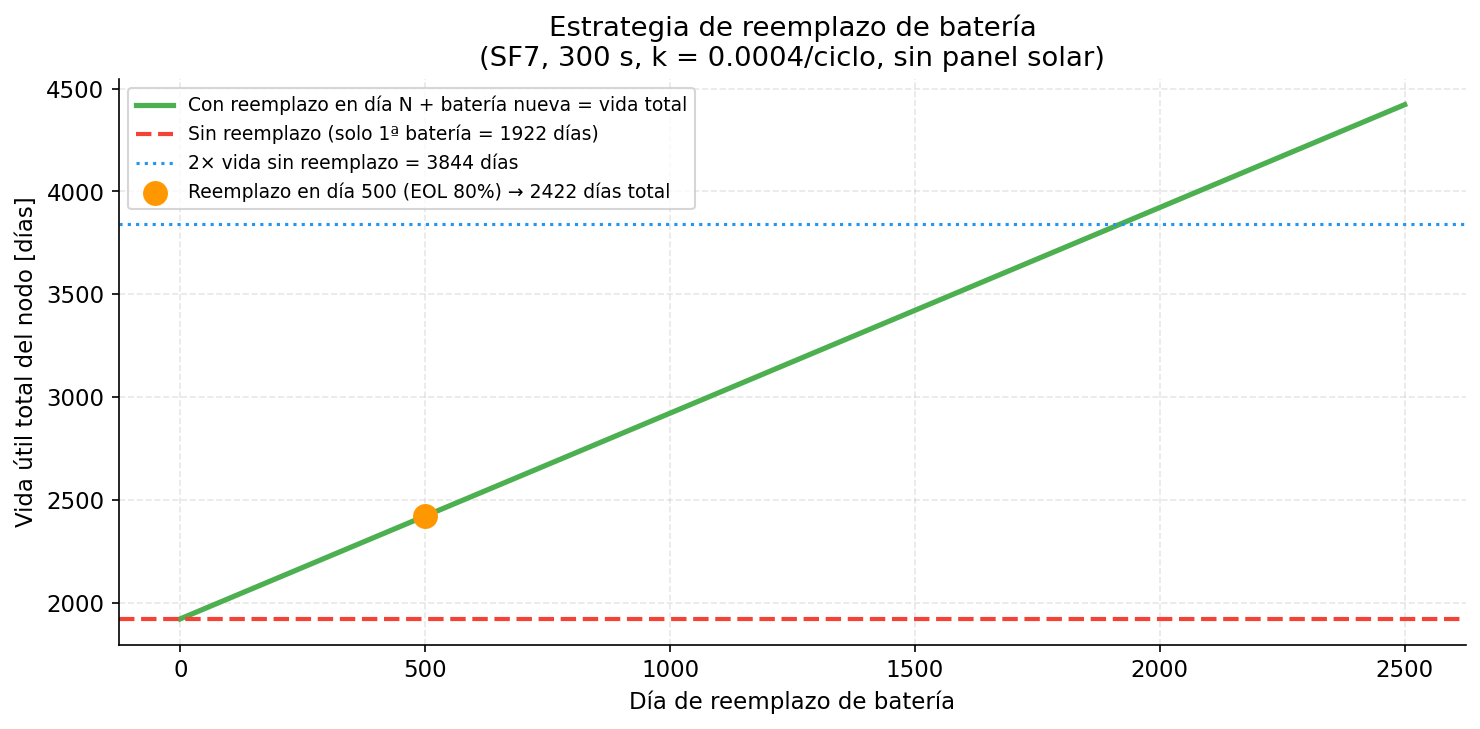 Estrategia de reemplazo de batería
(SF7, 300 s, k = 0.0004/ciclo, sin panel solar)
Vida útil total del nodo [días]
4500
4000
3500
3000
2500
2000
Con reemplazo en día N + batería nueva = vida total
Sin reemplazo (solo 1ª batería = 1922 días)
2× vida sin reemplazo = 3844 días
Reemplazo en día 500 (EOL 80%) → 2422 días total
0 500 1000 1500 2000 2500
Día de reemplazo de batería